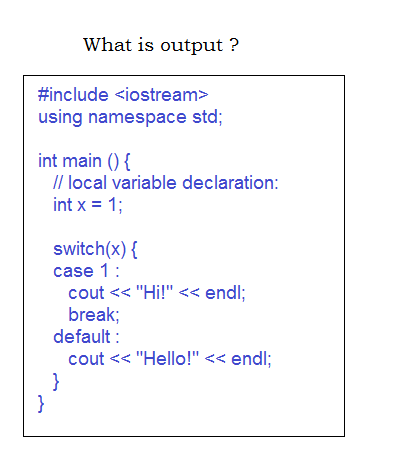 What is output ?
#include <iostream>
using namespace std;
int main () {
// local variable declaration:
int x = 1;
switch(x) {
case 1 :
cout << "Hi!" << endl;
break;
default :
cout << "Hello!" << endl;
}
}